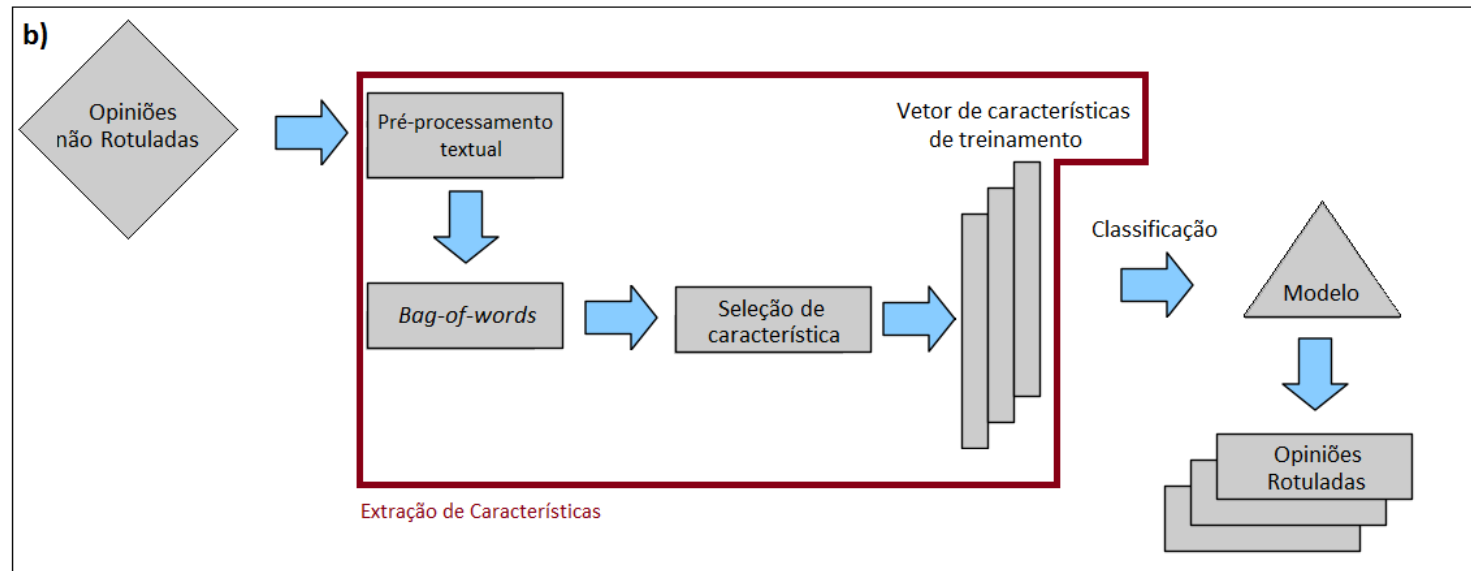 b)
Opiniões
não Rotuladas
Pré-processamento
textual
Vetor de características
de treinamento
Bag-of-words
Seleção de
característica
Classificação
Modelo
Opiniões
Rotuladas
Extração de Características